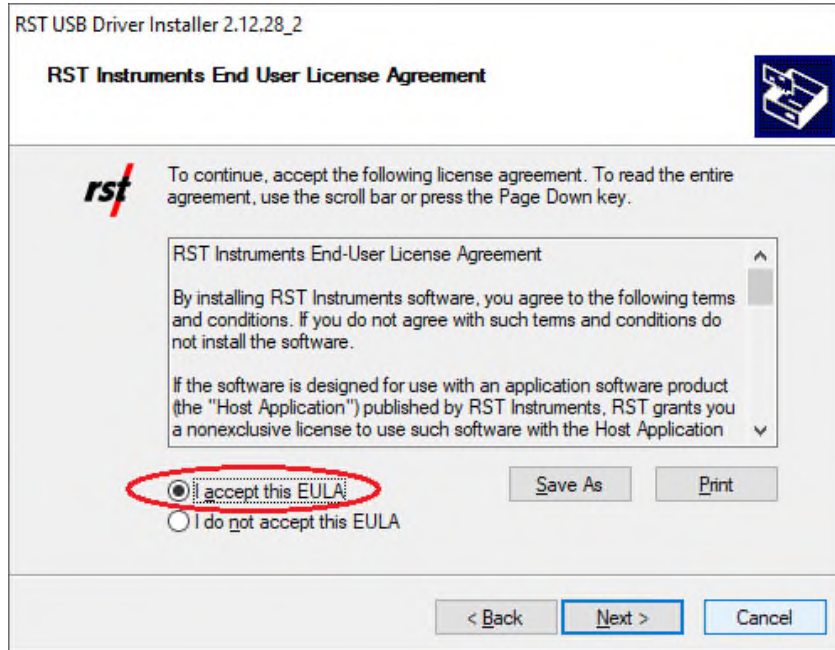 RST USB Driver Installer 2.12.28_2
RST Instruments End User License Agreement
rst
To continue, accept the following license agreement. To read the entire
agreement, use the scroll bar or press the Page Down key.
RST Instruments End-User License Agreement
By installing RST Instruments software, you agree to the following terms
and conditions. If you do not agree with such terms and conditions do
not install the software.
If the software is designed for use with an application software product
(the "Host Application") published by RST Instruments, RST grants you
a nonexclusive license to use such software with the Host Application
I accept this EULA
Save As
Print
I do not accept this EULA
< Back
Next >
Cancel